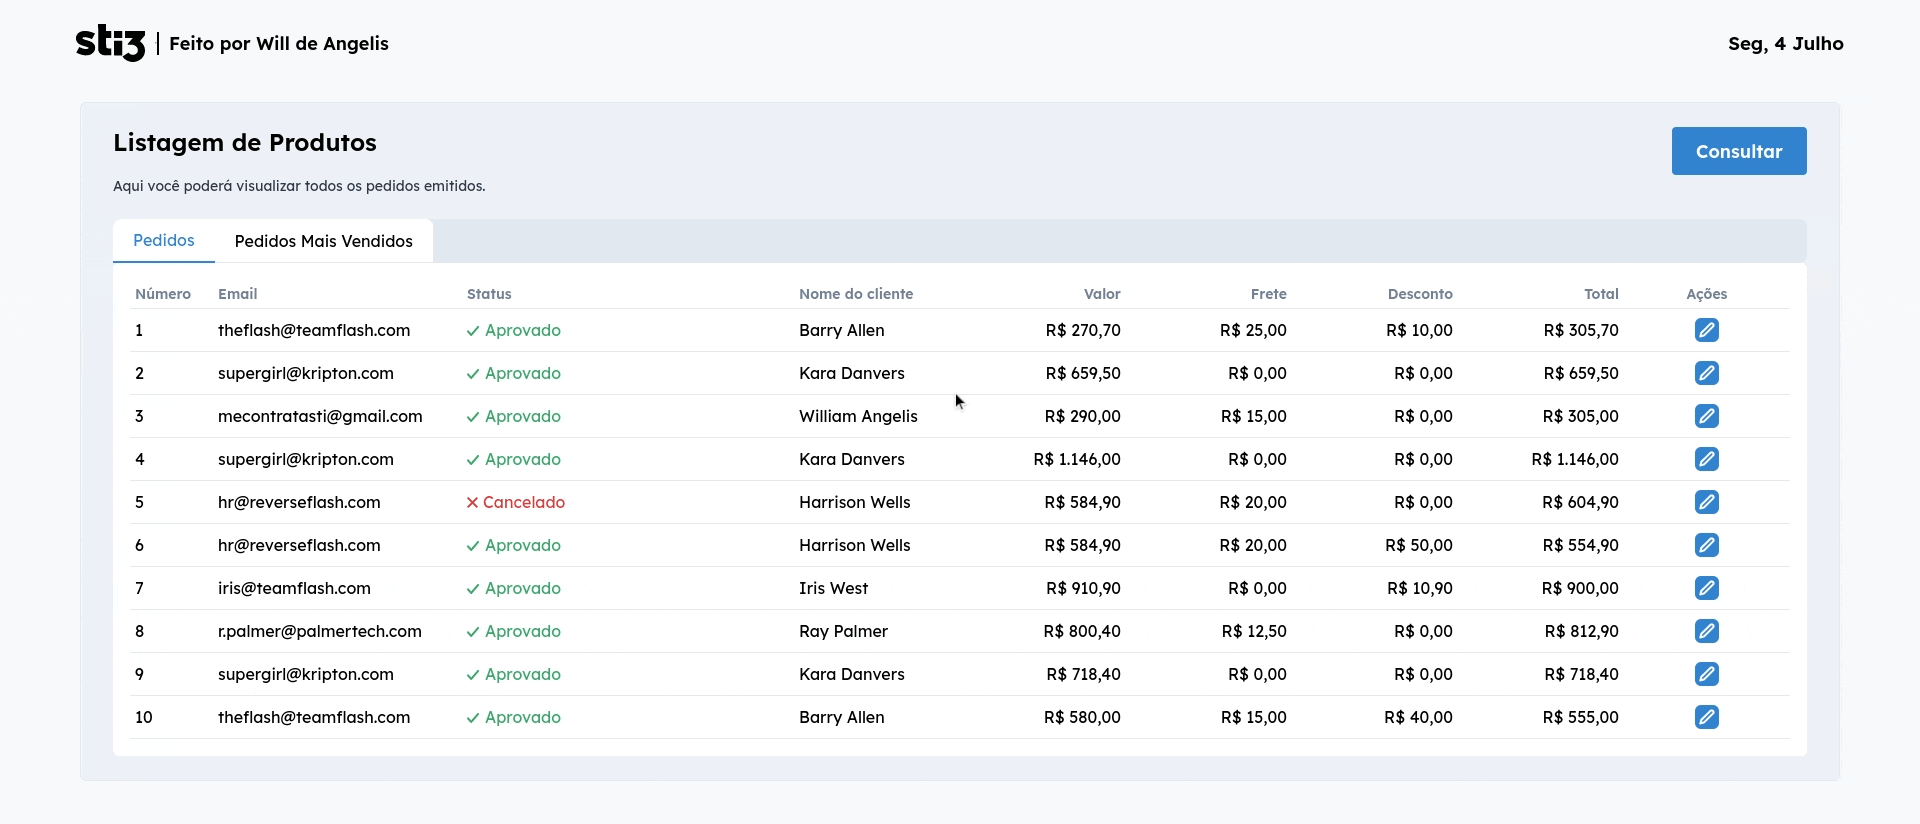 sti3 | Feito por Will de Angelis
Seg, 4 Julho
Listagem de Produtos
Consultar
Aqui você poderá visualizar todos os pedidos emitidos.
Pedidos Pedidos Mais Vendidos
Número Email Status Nome do cliente Valor Frete Desconto Total Ações
1 theflash@teamflash.com Aprovado Barry Allen R$ 270,70 R$ 25,00 R$ 10,00 R$ 305,70
2 supergirl@kripton.com Aprovado Kara Danvers R$ 659,50 R$ 0,00 R$ 0,00 R$ 659,50
3 mecontratasti@gmail.com Aprovado William Angelis R$ 290,00 R$ 15,00 R$ 0,00 R$ 305,00
4 supergirl@kripton.com Aprovado Kara Danvers R$ 1.146,00 R$ 0,00 R$ 0,00 R$ 1.146,00
5 hr@reverseflash.com Cancelado Harrison Wells R$ 584,90 R$ 20,00 R$ 0,00 R$ 604,90
6 hr@reverseflash.com Aprovado Harrison Wells R$ 584,90 R$ 20,00 R$ 50,00 R$ 554,90
7 iris@teamflash.com Aprovado Iris West R$ 910,90 R$ 0,00 R$ 10,90 R$ 900,00
8 r.palmer@palmertech.com Aprovado Ray Palmer R$ 800,40 R$ 12,50 R$ 0,00 R$ 812,90
9 supergirl@kripton.com Aprovado Kara Danvers R$ 718,40 R$ 0,00 R$ 0,00 R$ 718,40
10 theflash@teamflash.com Aprovado Barry Allen R$ 580,00 R$ 15,00 R$ 40,00 R$ 555,00